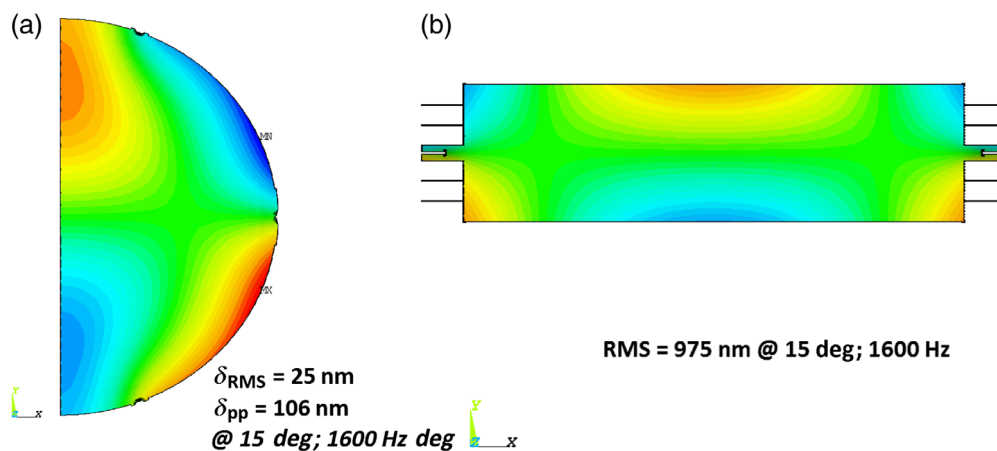 (a)
MN
MX
δRMS = 25 nm
δpp = 106 nm
@ 15 deg; 1600 Hz deg
Y
Z X
(b)
RMS = 975 nm @ 15 deg; 1600 Hz
Y
Z X